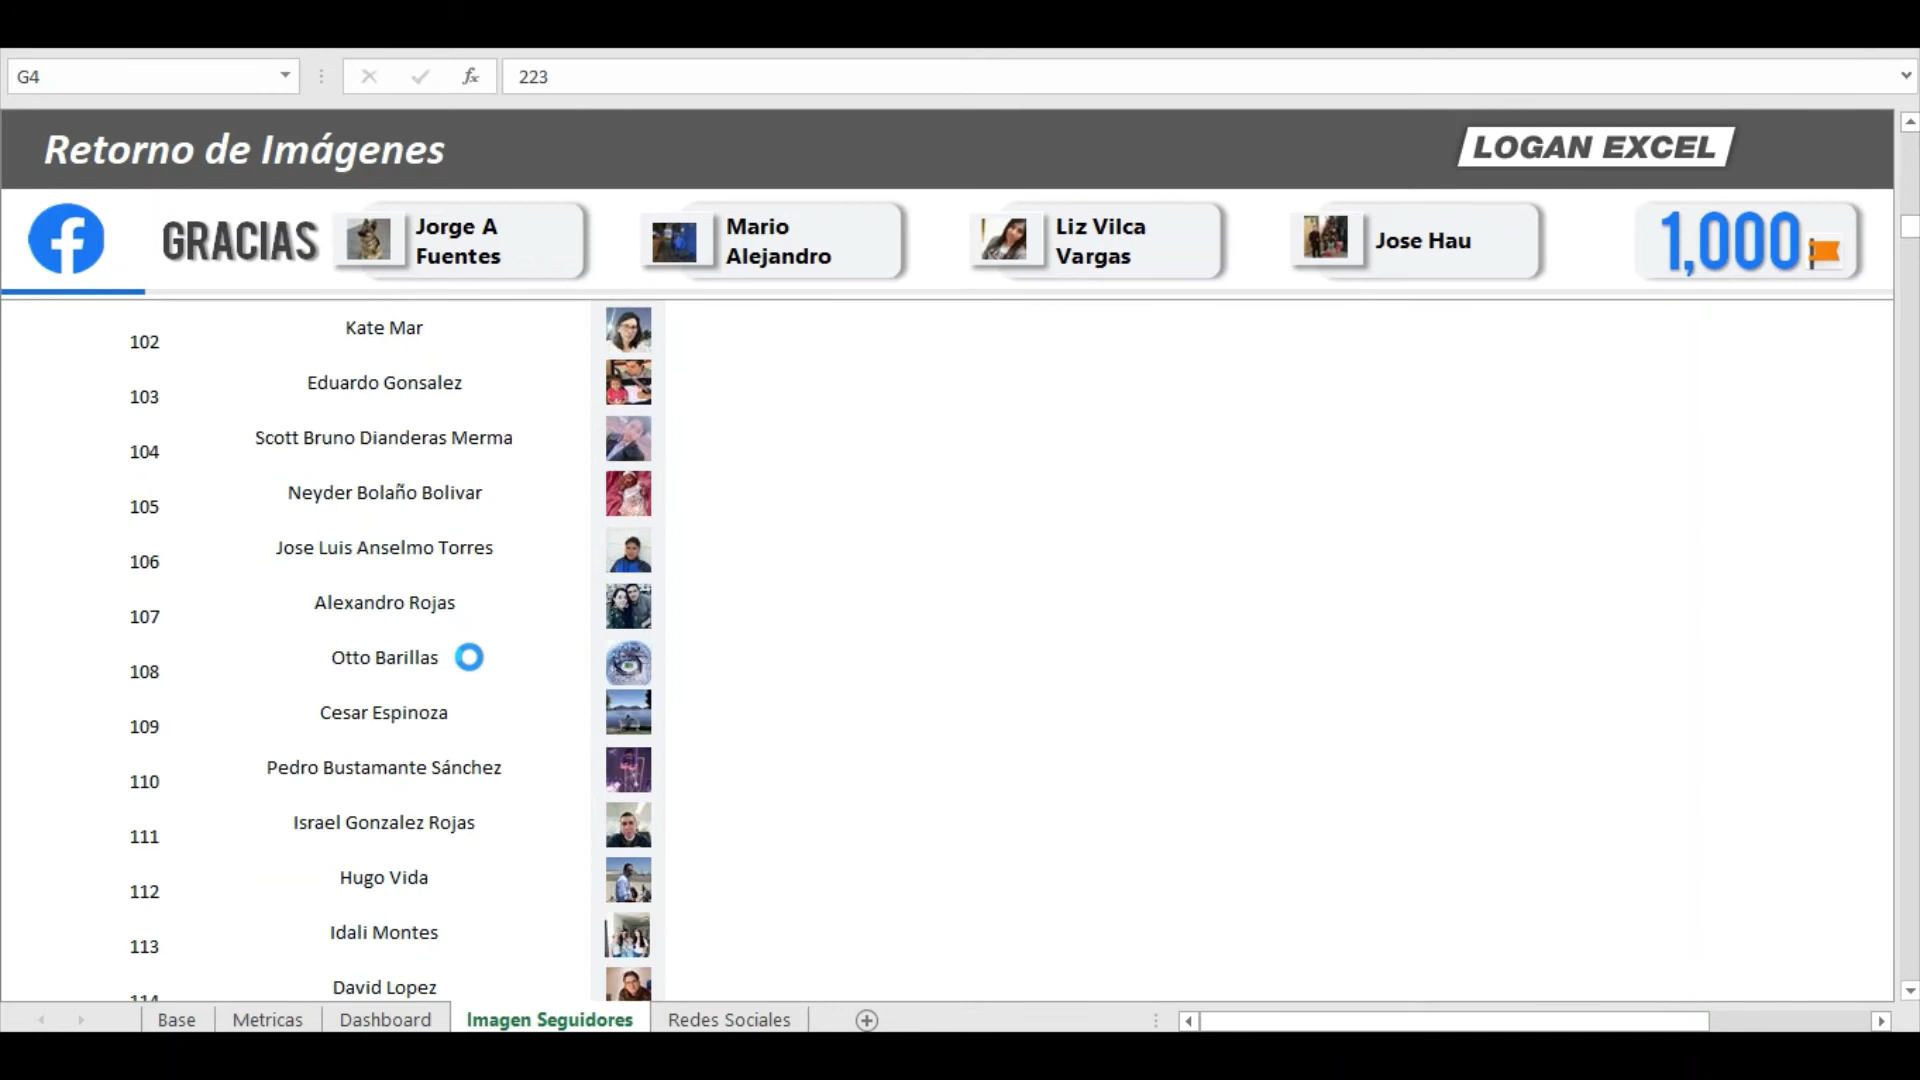 G4
fx
223
Retorno de Imágenes
LOGAN EXCEL
GRACIAS
Jorge A
Fuentes
Mario
Alejandro
Liz Vilca
Vargas
Jose Hau
1,000
102 Kate Mar
103 Eduardo Gonsalez
104 Scott Bruno Dianderas Merma
105 Neyder Bolaño Bolivar
106 Jose Luis Anselmo Torres
107 Alexandro Rojas
108 Otto Barillas
109 Cesar Espinoza
110 Pedro Bustamante Sánchez
111 Israel Gonzalez Rojas
112 Hugo Vida
113 Idali Montes
114 David Lopez
Base Metricas Dashboard Imagen Seguidores Redes Sociales